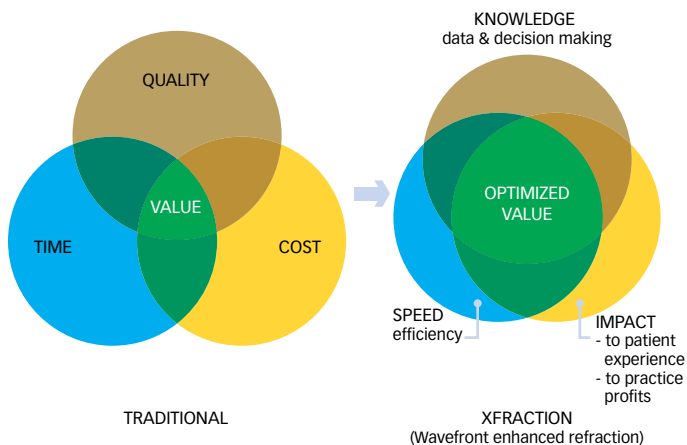 KNOWLEDGE
data & decision making
QUALITY
VALUE
TIME
COST
OPTIMIZED
VALUE
SPEED
efficiency
IMPACT
- to patient
experience
- to practice
profits
TRADITIONAL
XFRACTION
(Wavefront enhanced refraction)